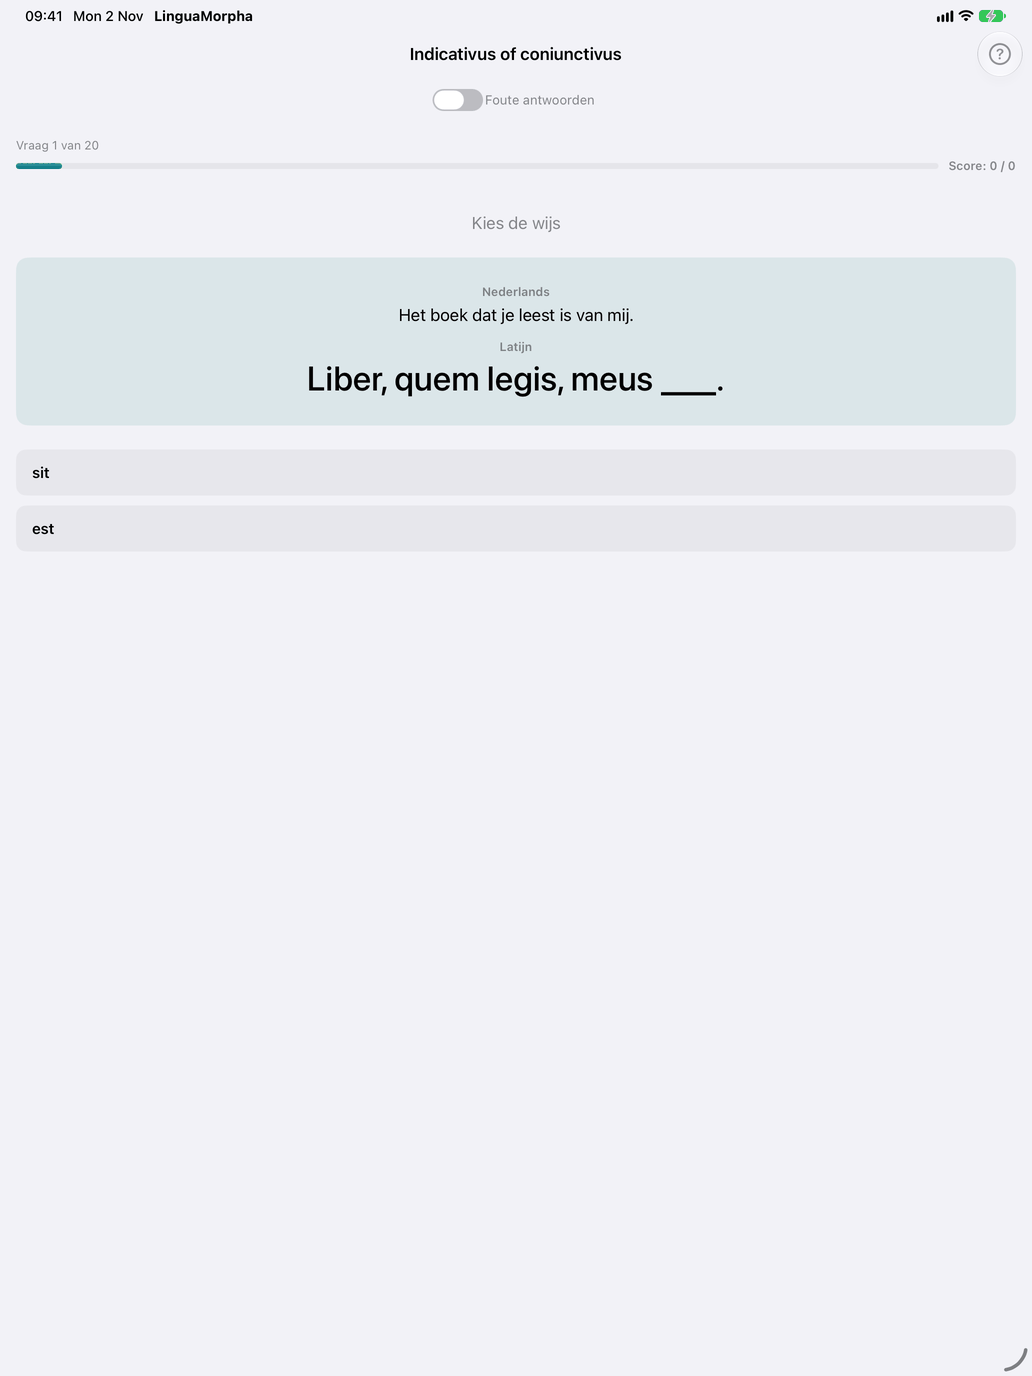 09:41 Mon 2 Nov LinguaMorpha
Indicativus of coniunctivus
?
Foute antwoorden
Vraag 1 van 20
Score: 0 / 0
Kies de wijs
Nederlands
Het boek dat je leest is van mij.
Latijn
Liber, quem legis, meus ____.
sit
est